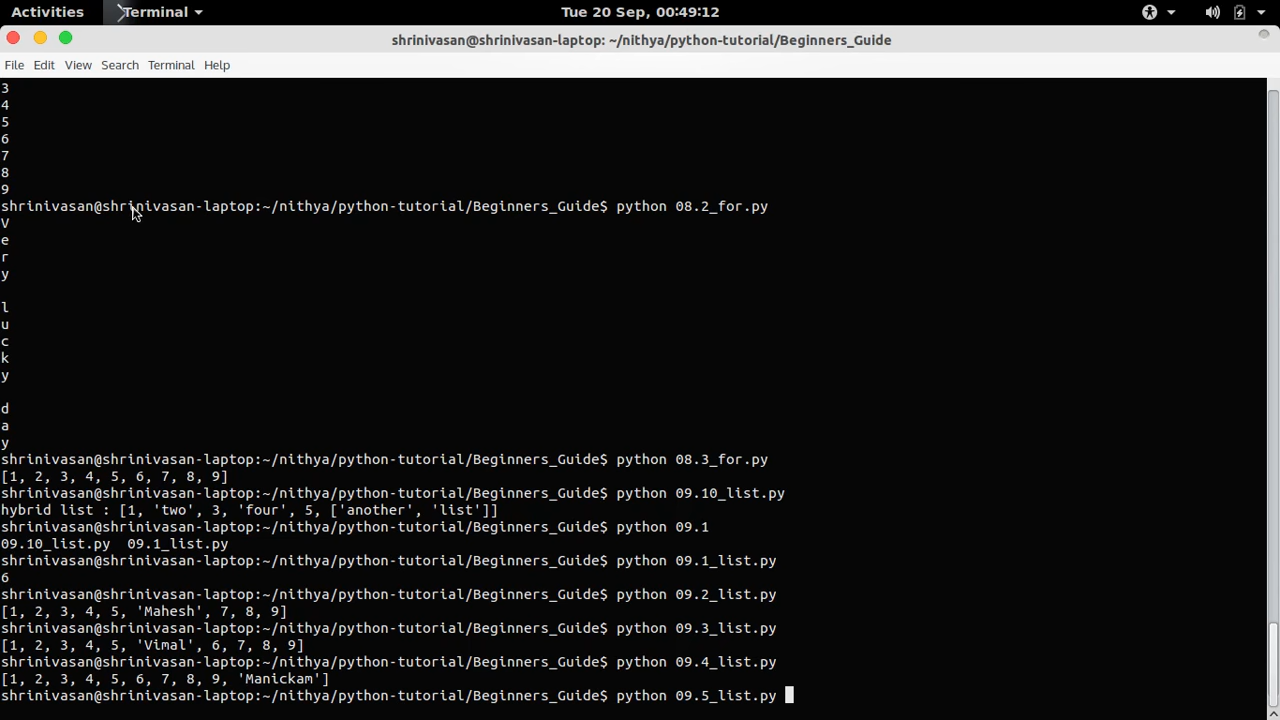 Activities Terminal Tue 20 Sep, 00:49:12
shrinivasan@shrinivasan-laptop: ~/nithya/python-tutorial/Beginners_Guide
File Edit View Search Terminal Help
3
4
5
6
7
8
9
shrinivasan@shrinivasan-laptop:~/nithya/python-tutorial/Beginners_Guide$ python 08.2_for.py
V
e
r
y
l
u
c
k
y
d
a
y
shrinivasan@shrinivasan-laptop:~/nithya/python-tutorial/Beginners_Guide$ python 08.3_for.py
[1, 2, 3, 4, 5, 6, 7, 8, 9]
shrinivasan@shrinivasan-laptop:~/nithya/python-tutorial/Beginners_Guide$ python 09.10_list.py
hybrid list : [1, 'two', 3, 'four', 5, ['another', 'list']]
shrinivasan@shrinivasan-laptop:~/nithya/python-tutorial/Beginners_Guide$ python 09.1
09.10_list.py  09.1_list.py
shrinivasan@shrinivasan-laptop:~/nithya/python-tutorial/Beginners_Guide$ python 09.1_list.py
6
shrinivasan@shrinivasan-laptop:~/nithya/python-tutorial/Beginners_Guide$ python 09.2_list.py
[1, 2, 3, 4, 5, 'Mahesh', 7, 8, 9]
shrinivasan@shrinivasan-laptop:~/nithya/python-tutorial/Beginners_Guide$ python 09.3_list.py
[1, 2, 3, 4, 5, 'Vimal', 6, 7, 8, 9]
shrinivasan@shrinivasan-laptop:~/nithya/python-tutorial/Beginners_Guide$ python 09.4_list.py
[1, 2, 3, 4, 5, 6, 7, 8, 9, 'Manickam']
shrinivasan@shrinivasan-laptop:~/nithya/python-tutorial/Beginners_Guide$ python 09.5_list.py